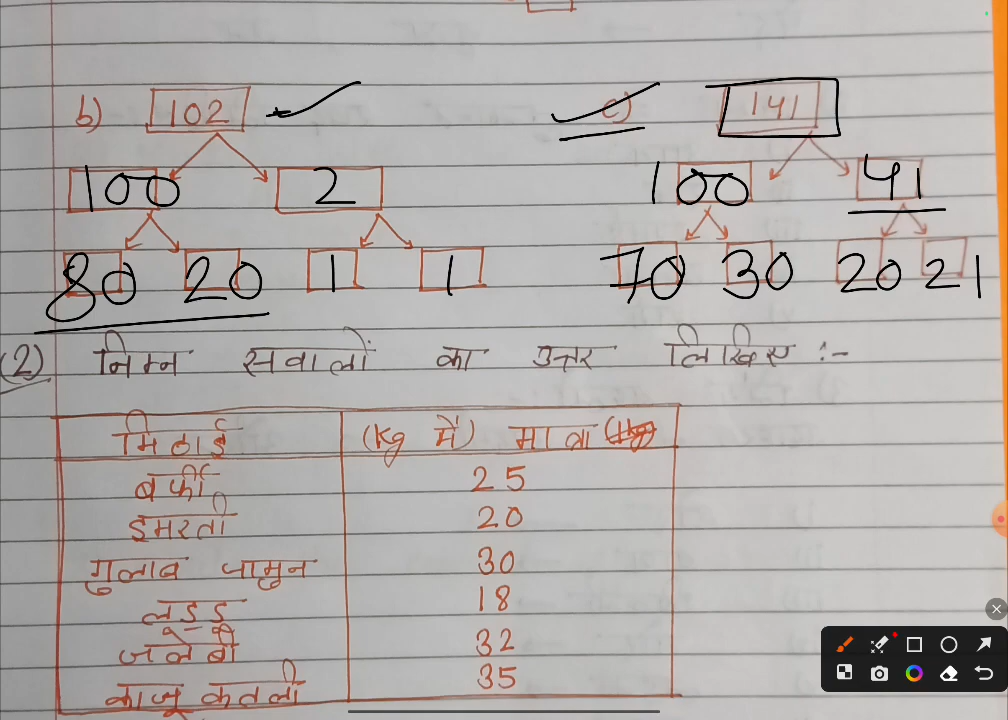 b) 102 c) 141
100 2 100 41
80 20 1 1 70 30 20 21
(2) निम्न सवालों का उत्तर लिखिए :-
मिठाई (Kg में) मात्रा (Kg)
बर्फी 25
इमरती 20
गुलाब जामुन 30
लड्डू 18
जलेबी 32
काजू कतली 35